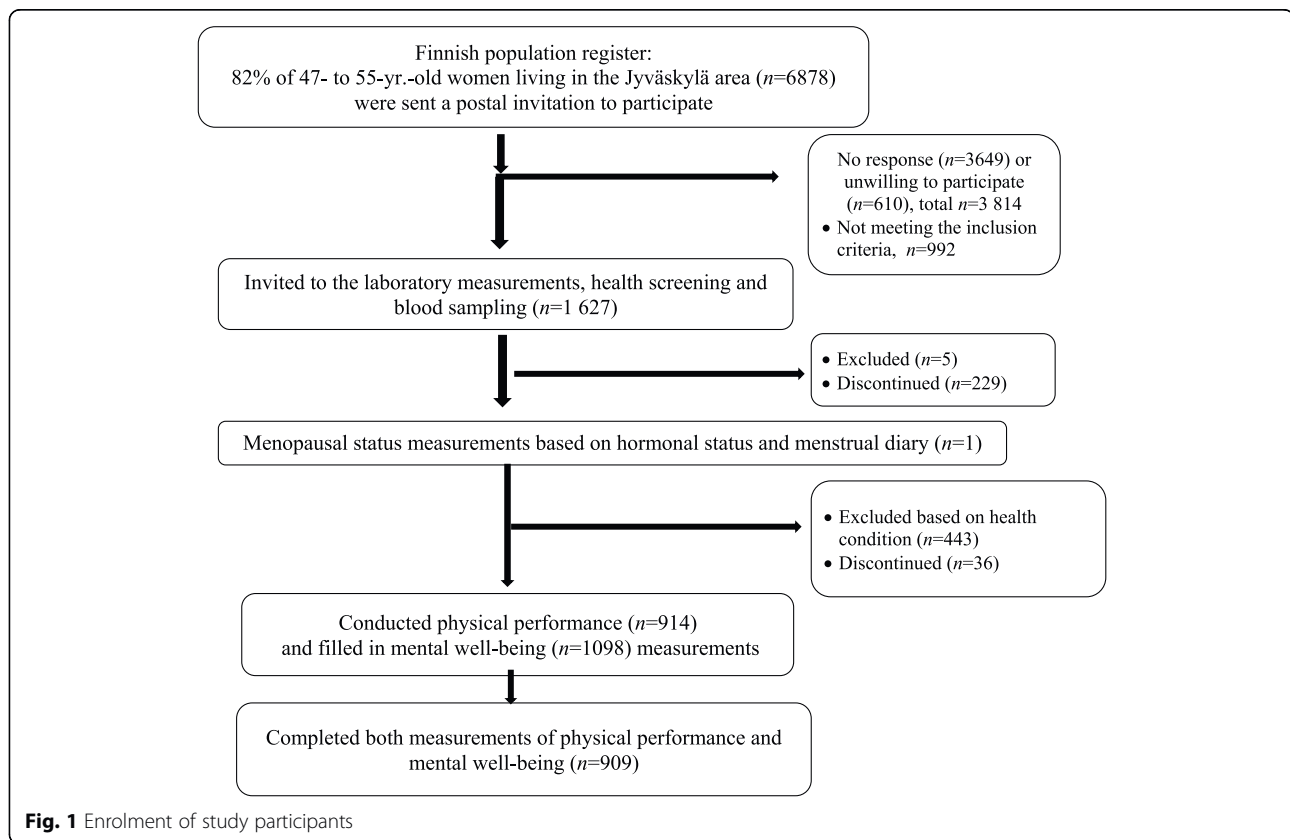 Finnish population register:
82% of 47- to 55-yr.-old women living in the Jyväskylä area (n=6878)
were sent a postal invitation to participate
No response (n=3649) or
unwilling to participate
(n=610), total n=3 814
• Not meeting the inclusion
criteria, n=992
Invited to the laboratory measurements, health screening and
blood sampling (n=1 627)
• Excluded (n=5)
• Discontinued (n=229)
Menopausal status measurements based on hormonal status and menstrual diary (n=1)
• Excluded based on health
condition (n=443)
• Discontinued (n=36)
Conducted physical performance (n=914)
and filled in mental well-being (n=1098) measurements
Completed both measurements of physical performance and
mental well-being (n=909)
Fig. 1 Enrolment of study participants